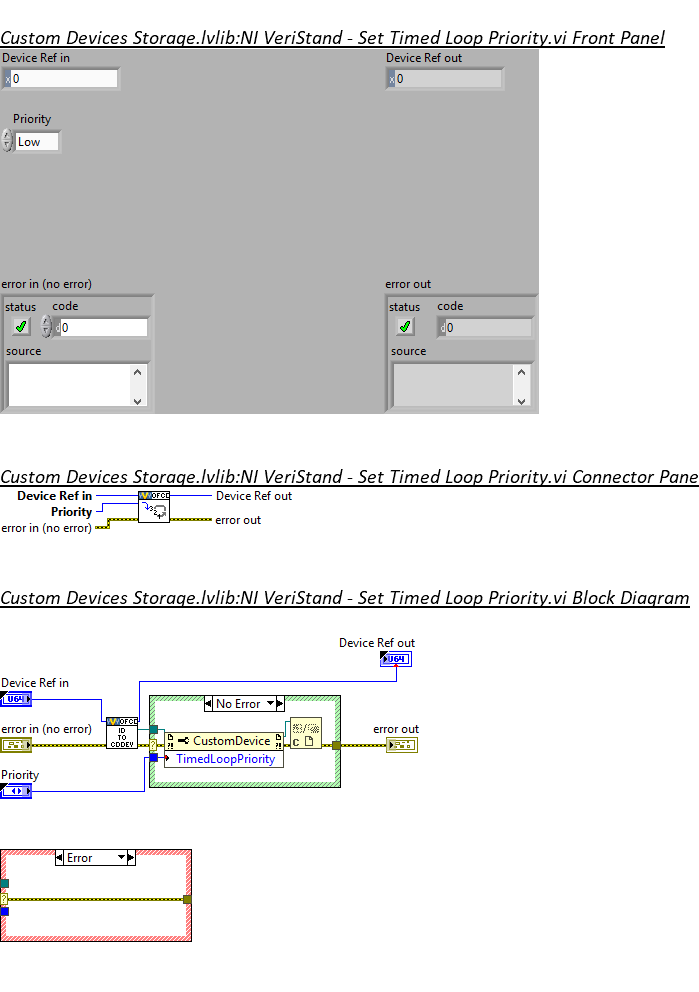 Custom Devices Storage.lvlib:NI VeriStand - Set Timed Loop Priority.vi Front Panel
Device Ref in
Device Ref out
x 0
x 0
Priority
Low
error in (no error)
error out
status code
status code
d 0
d 0
source
source
Custom Devices Storage.lvlib:NI VeriStand - Set Timed Loop Priority.vi Connector Pane
Device Ref in
OFCD
Device Ref out
Priority
error in (no error)
error out
Custom Devices Storage.lvlib:NI VeriStand - Set Timed Loop Priority.vi Block Diagram
Device Ref out
U64
Device Ref in
U64
No Error
error in (no error)
OFCD
ID
TO
CDDEV
?
CustomDevice
TimedLoopPriority
error out
Priority
Error
?